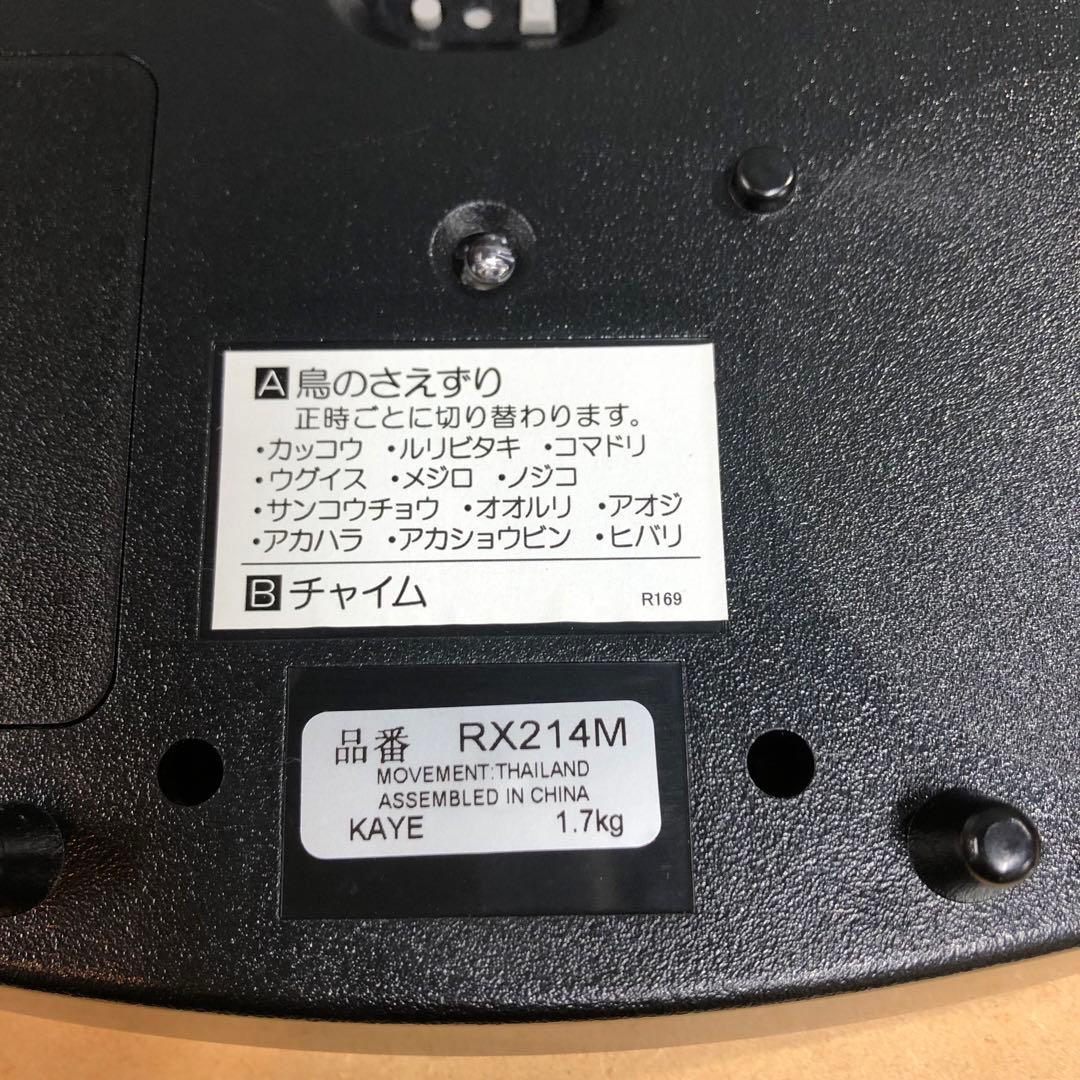 A 鳥のさえずり
正時ごとに切り替わります。
・カッコウ ・ルリビタキ ・コマドリ
・ウグイス ・メジロ ・ノジコ
・サンコウチョウ ・オオルリ ・アオジ
・アカハラ ・アカショウビン ・ヒバリ
B チャイム R169
品番 RX214M
MOVEMENT:THAILAND
ASSEMBLED IN CHINA
KAYE 1.7kg